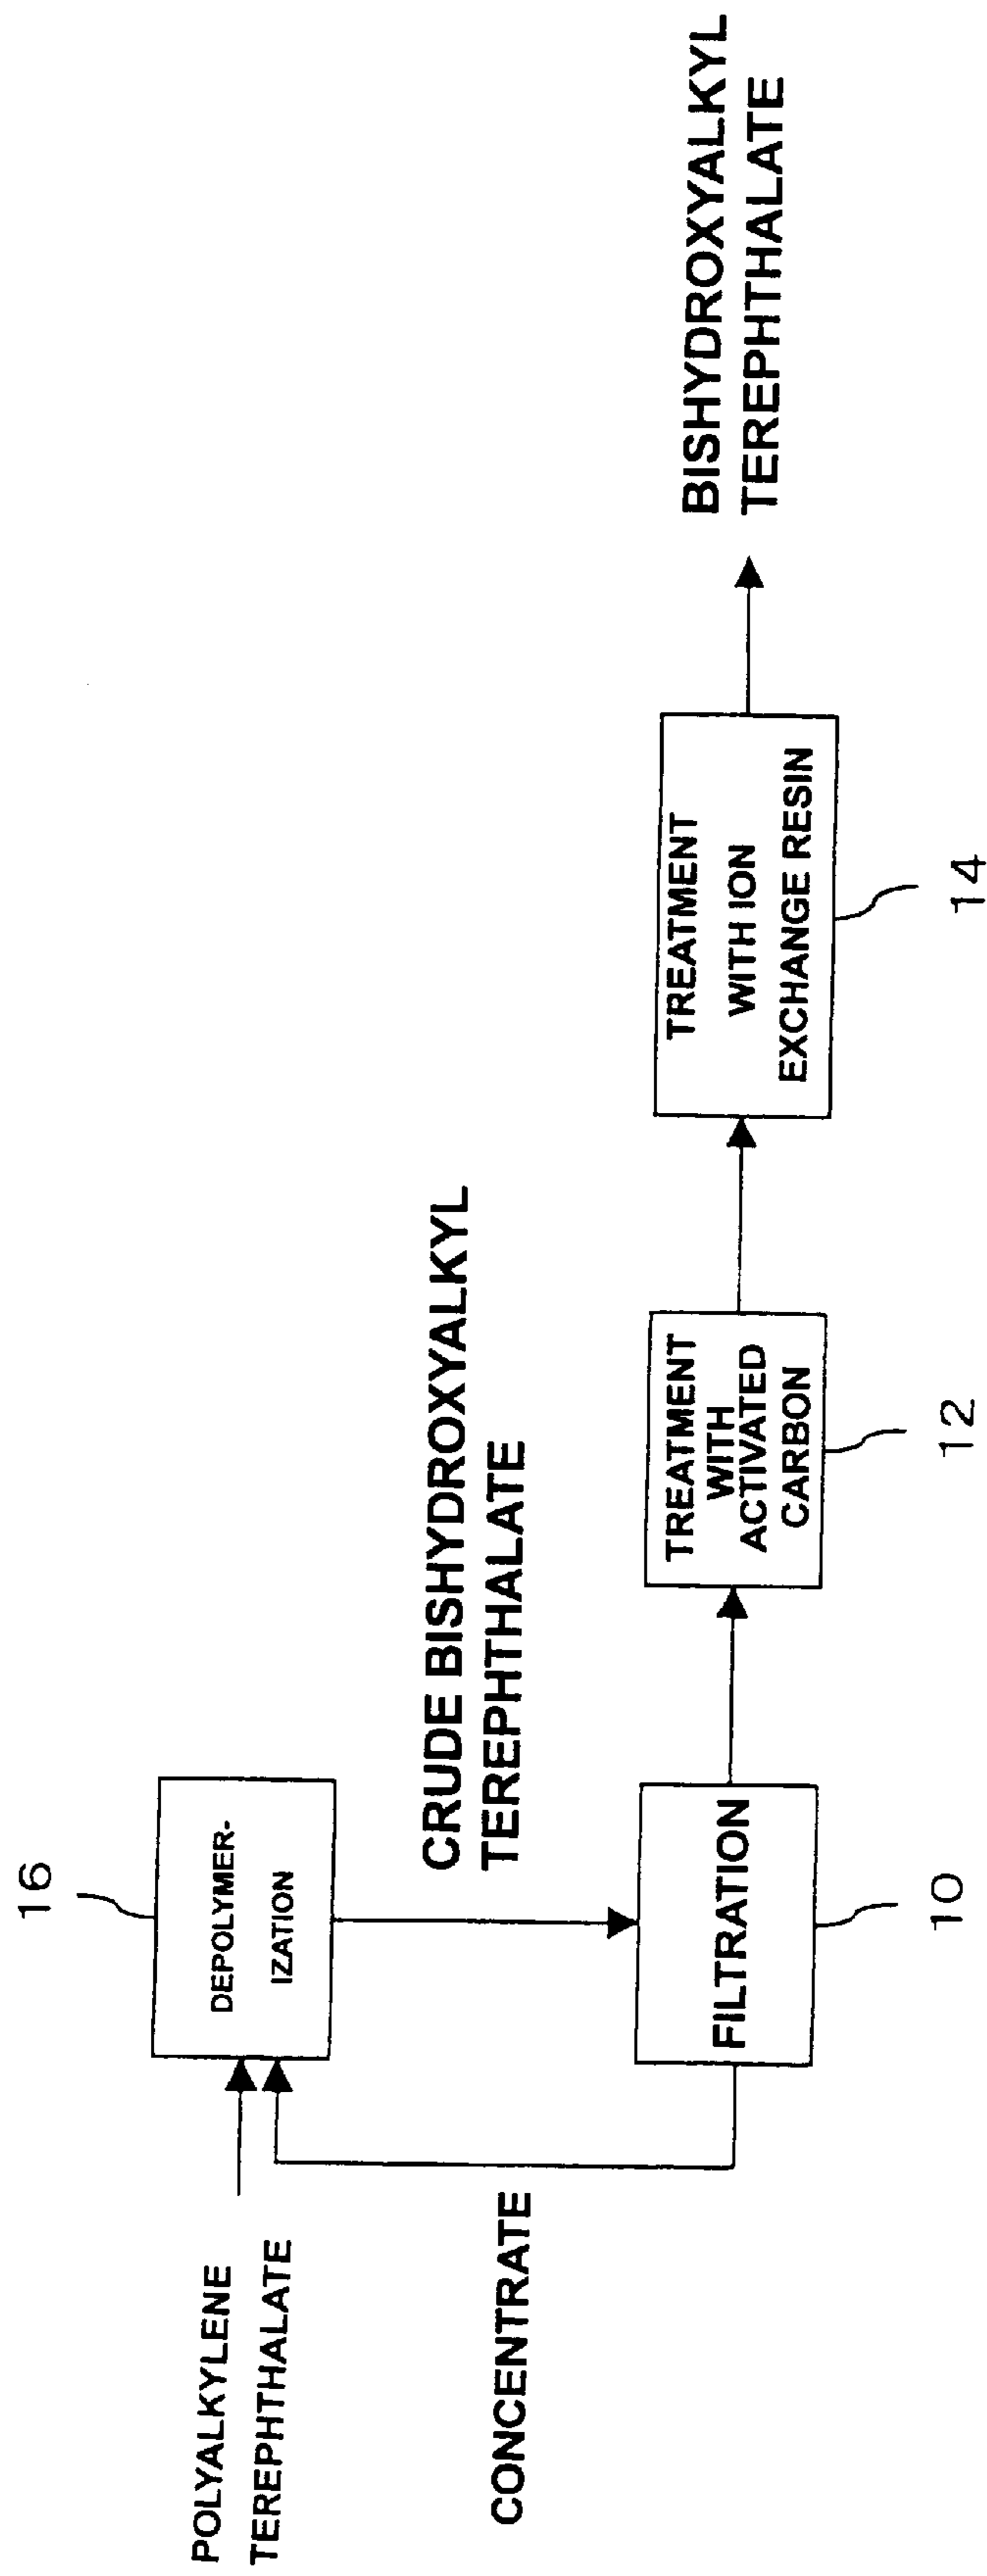 16
POLYALKYLENE
TEREPHTHALATE
DEPOLYMER-
IZATION
CRUDE BISHYDROXYALKYL
TEREPHTHALATE
CONCENTRATE
FILTRATION
10
TREATMENT
WITH
ACTIVATED
CARBON
12
TREATMENT
WITH ION
EXCHANGE RESIN
14
BISHYDROXYALKYL
TEREPHTHALATE